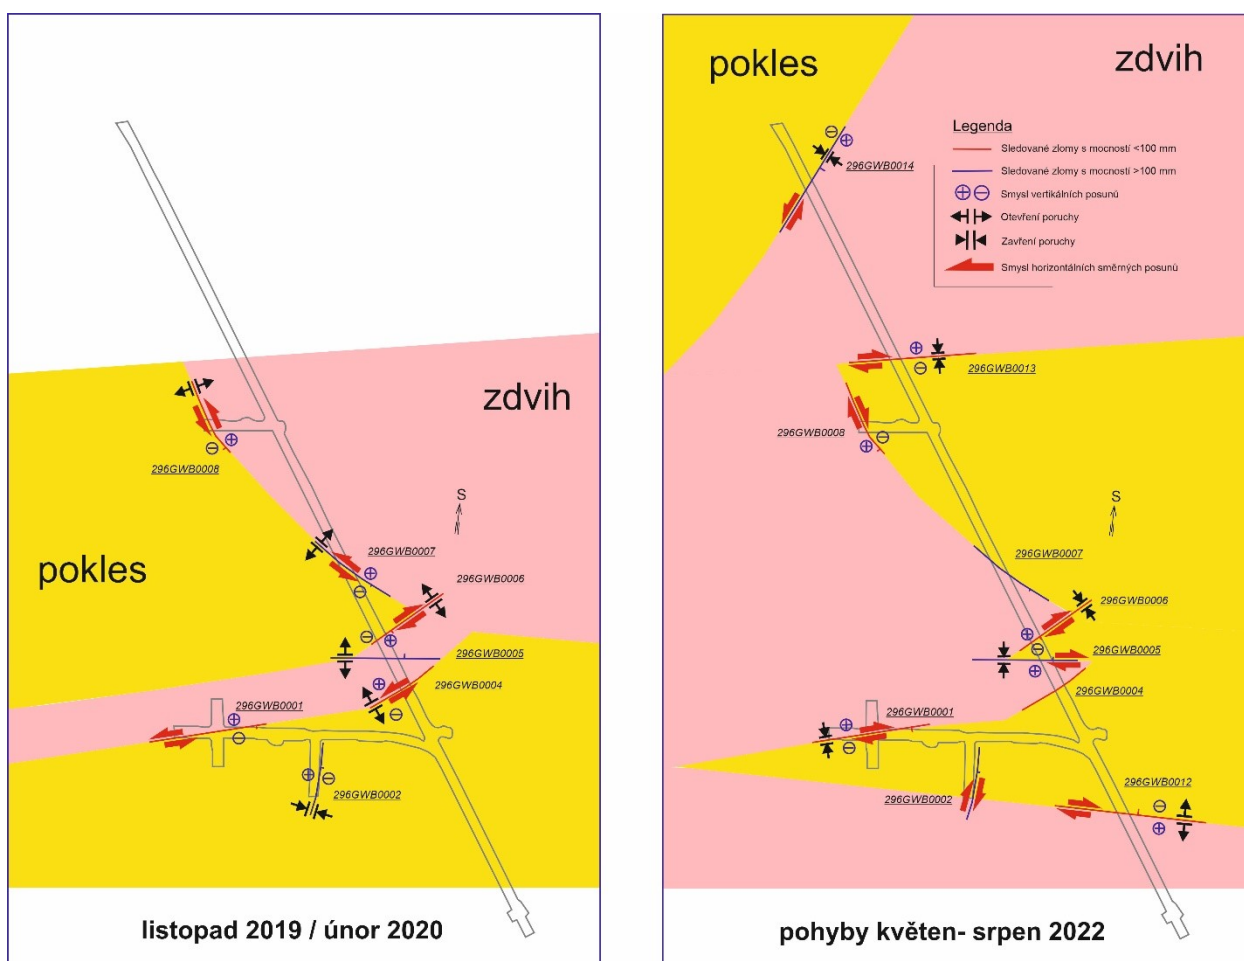 zdvih
296GWB0008
S
pokles
296GWB0007
296GWB0006
296GWB0005
296GWB0004
296GWB0001
296GWB0002
listopad 2019 / únor 2020
pokles
zdvih
Legenda
Sledované zlomy s mocností <100 mm
Sledované zlomy s mocností >100 mm
Smysl vertikálních posunů
Otevření poruchy
Zavření poruchy
Smysl horizontálních směrných posunů
296GWB0014
296GWB0013
296GWB0008
S
296GWB0007
296GWB0006
296GWB0005
296GWB0004
296GWB0001
296GWB0012
296GWB0002
pohyby květen- srpen 2022